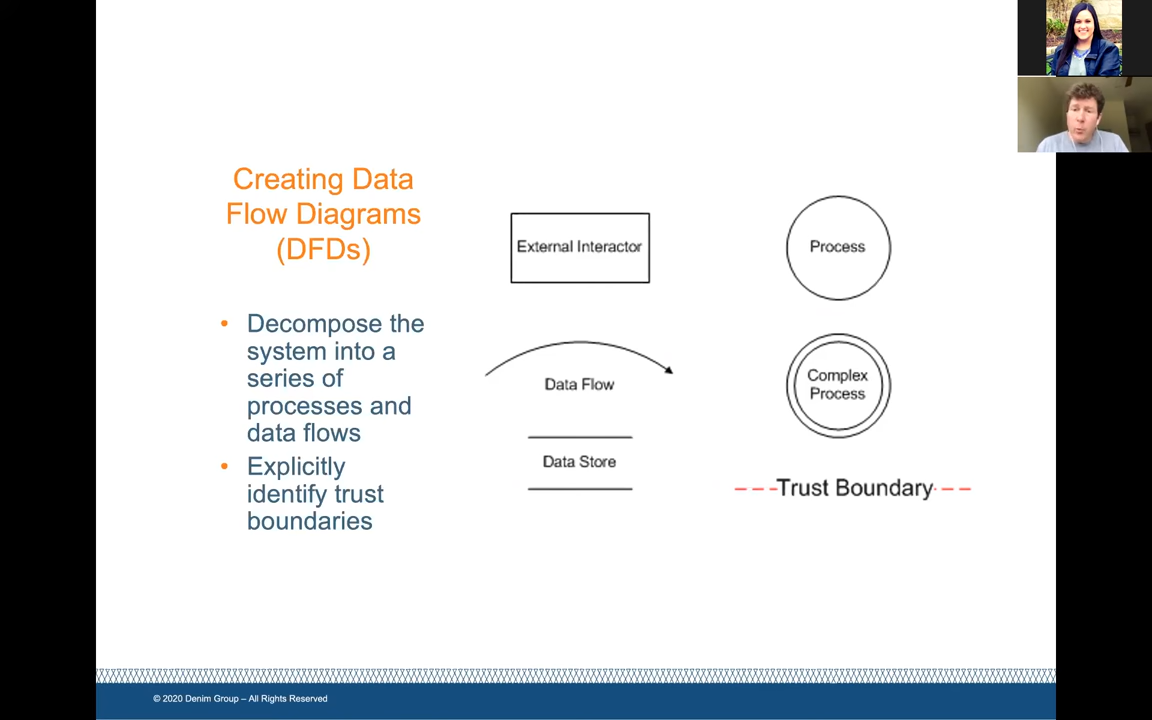 Creating Data
Flow Diagrams
(DFDs)
• Decompose the
system into a
series of
processes and
data flows
• Explicitly
identify trust
boundaries
External Interactor
Process
Data Flow
Complex
Process
Data Store
Trust Boundary
© 2020 Denim Group – All Rights Reserved